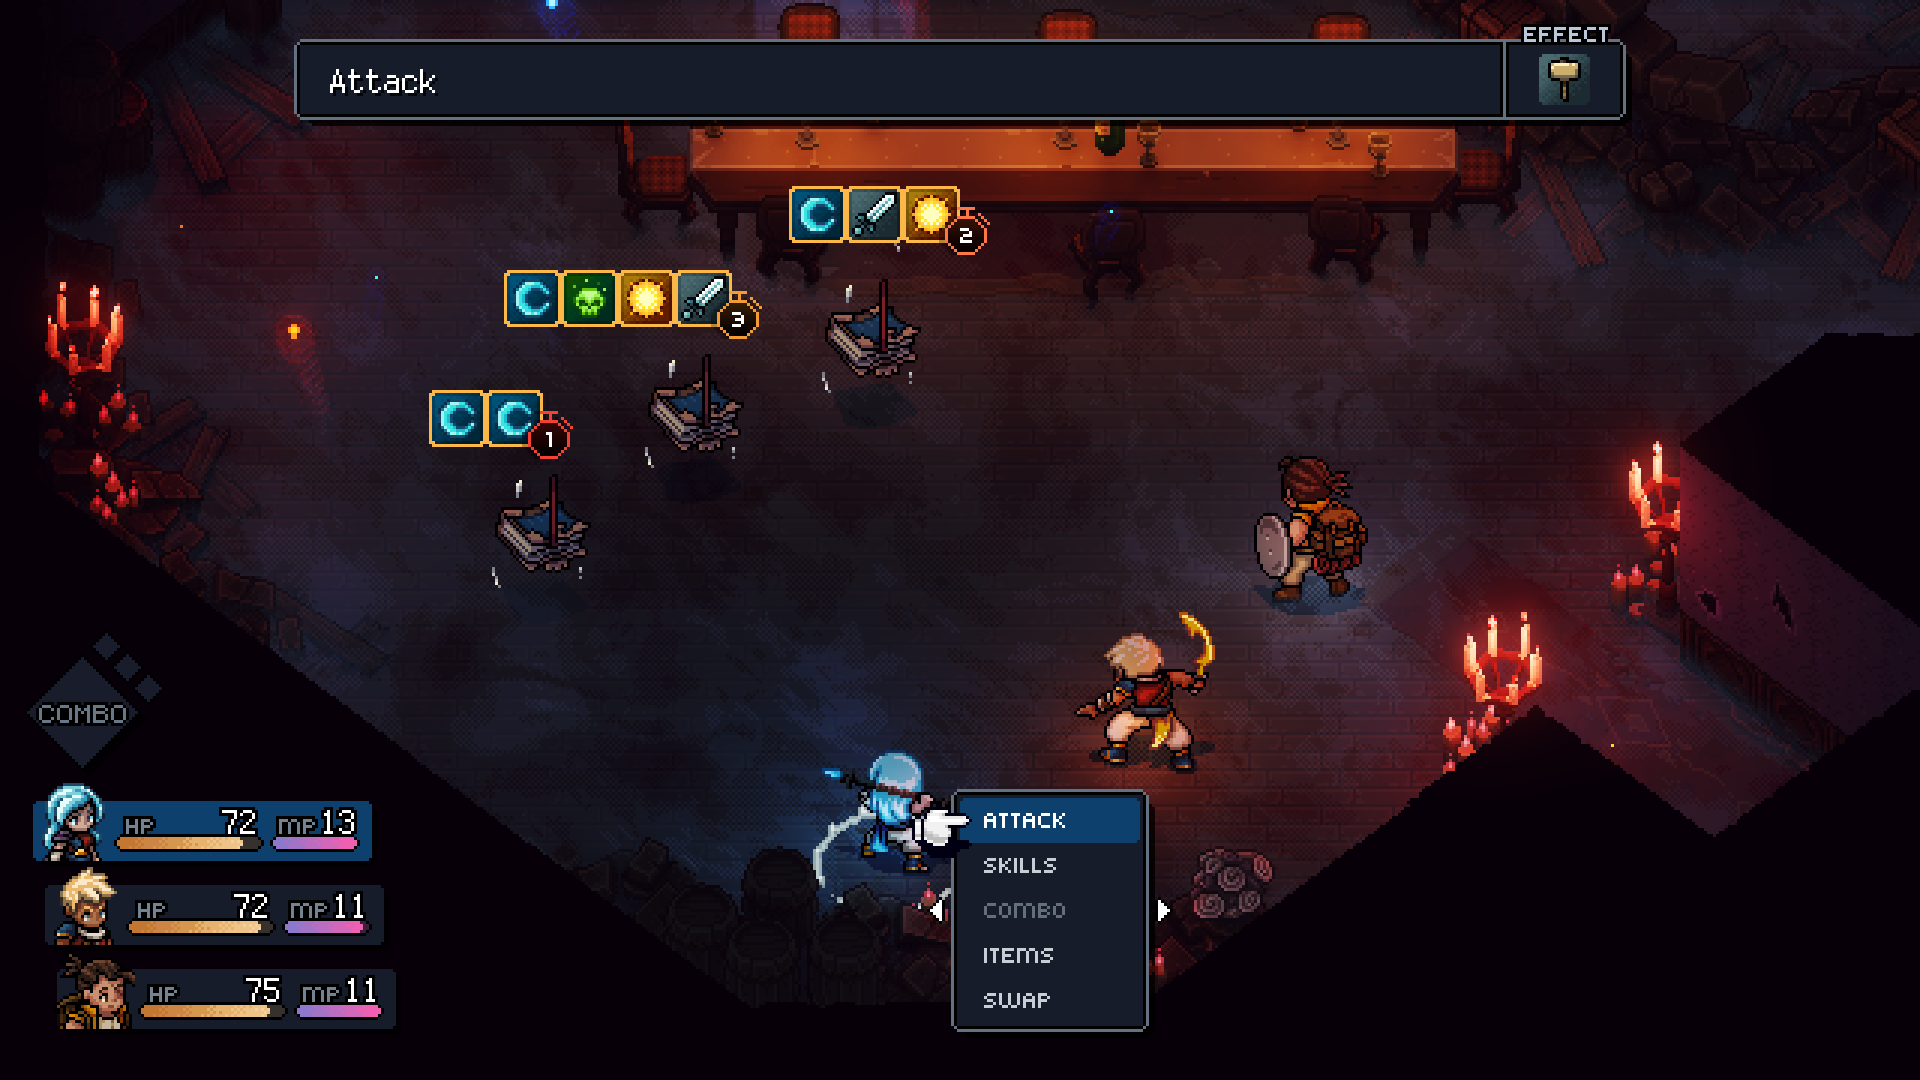 EFFECT
Attack
2
3
1
COMBO
HP 72 MP 13
HP 72 MP 11
HP 75 MP 11
ATTACK
SKILLS
COMBO
ITEMS
SWAP